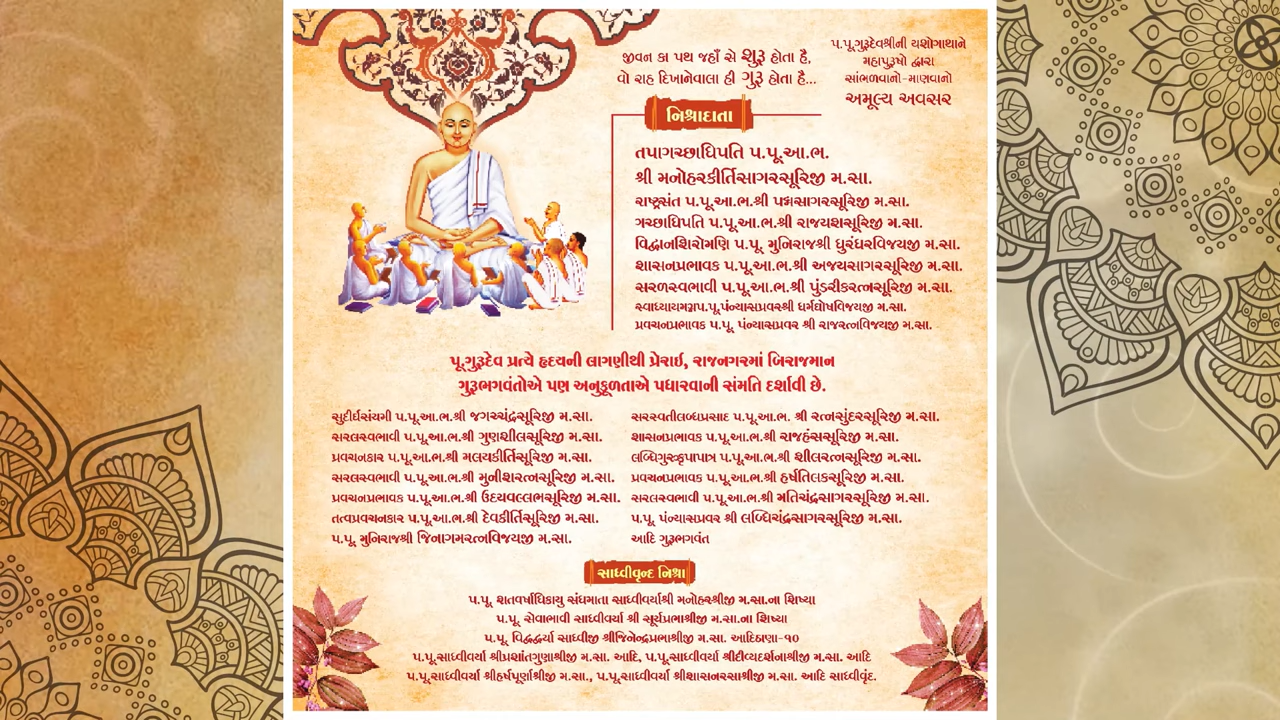 જીવન કા પથ જહાઁ સે શુરૂ હોતા હૈ,
વો રાહ દિખાનેવાલા હી ગુરૂ હોતા હૈ...
પ.પૂ.ગુરૂદેવશ્રીની યશોગાથાને
મહાપુરૂષો દ્વારા
સાંભળવાનો-માણવાનો
અમૂલ્ય અવસર
નિશ્રાદાતા
તપાગચ્છાધિપતિ પ.પૂ.આ.ભ.
શ્રી મનોહરકીર્તિસાગરસૂરિજી મ.સા.
રાષ્ટ્રસંત પ.પૂ.આ.ભ.શ્રી પદ્મસાગરસૂરિજી મ.સા.
ગચ્છાધિપતિ પ.પૂ.આ.ભ.શ્રી રાજયશસૂરિજી મ.સા.
વિદ્વાનશિરોમણિ પ.પૂ. મુનિરાજશ્રી ધુરંધરવિજયજી મ.સા.
શાસનપ્રભાવક પ.પૂ.આ.ભ.શ્રી અજયસાગરસૂરિજી મ.સા.
સરળસ્વભાવી પ.પૂ.આ.ભ.શ્રી પુંડરીકરત્નસૂરિજી મ.સા.
સ્વાધ્યાયમગ્નપ.પૂ.પંન્યાસપ્રવરશ્રી ધર્મઘોષવિજયજી મ.સા.
પ્રવચનપ્રભાવક પ.પૂ. પંન્યાસપ્રવર શ્રી રાજરત્નવિજયજી મ.સા.
પૂ.ગુરૂદેવ પ્રત્યે હૃદયની લાગણીથી પ્રેરાઇ, રાજનગરમાં બિરાજમાન
ગુરૂભગવંતોએ પણ અનુકૂળતાએ પધારવાની સંમતિ દર્શાવી છે.
સુદીર્ઘસંયમી પ.પૂ.આ.ભ.શ્રી જગચ્ચંદ્રસૂરિજી મ.સા.
સરલસ્વભાવી પ.પૂ.આ.ભ.શ્રી ગુણશીલસૂરિજી મ.સા.
પ્રવચનકાર પ.પૂ.આ.ભ.શ્રી મલયકીર્તિસૂરિજી મ.સા.
સરલસ્વભાવી પ.પૂ.આ.ભ.શ્રી મુનીશરત્નસૂરિજી મ.સા.
પ્રવચનપ્રભાવક પ.પૂ.આ.ભ.શ્રી ઉદયવલ્લભસૂરિજી મ.સા.
તત્વપ્રવચનકાર પ.પૂ.આ.ભ.શ્રી દેવકીર્તિસૂરિજી મ.સા.
પ.પૂ. મુનિરાજશ્રી જિનાગમરત્નવિજયજી મ.સા.
સરસ્વતીલબ્ધપ્રસાદ પ.પૂ.આ.ભ. શ્રી રત્નસુંદરસૂરિજી મ.સા.
શાસનપ્રભાવક પ.પૂ.આ.ભ.શ્રી રાજહંસસૂરિજી મ.સા.
લબ્ધિગુરુકૃપાપાત્ર પ.પૂ.આ.ભ.શ્રી શીલરત્નસૂરિજી મ.સા.
પ્રવચનપ્રભાવક પ.પૂ.આ.ભ.શ્રી હર્ષતિલકસૂરિજી મ.સા.
સરલસ્વભાવી પ.પૂ.આ.ભ.શ્રી મતિચંદ્રસાગરસૂરિજી મ.સા.
પ.પૂ. પંન્યાસપ્રવર શ્રી લબ્ધિચંદ્રસાગરસૂરિજી મ.સા.
આદિ ગુરૂભગવંત
સાધ્વીવૃન્દ નિશ્રા
પ.પૂ. શતવર્ષાધિકાયુ સંઘમાતા સાધ્વીવર્યાશ્રી મનોહરશ્રીજી મ.સા.ના શિષ્યા
પ.પૂ. સેવાભાવી સાધ્વીવર્યા શ્રી સૂર્યપ્રભાશ્રીજી મ.સા.ના શિષ્યા
પ.પૂ. વિદ્વદ્વર્યા સાધ્વીજી શ્રીજિનેન્દ્રપ્રભાશ્રીજી મ.સા. આદિઠાણા-૧૦
પ.પૂ.સાધ્વીવર્યા શ્રીપ્રશાંતગુણાશ્રીજી મ.સા. આદિ, પ.પૂ.સાધ્વીવર્યા શ્રીદીવ્યદર્શનાશ્રીજી મ.સા. આદિ
પ.પૂ.સાધ્વીવર્યા શ્રીહર્ષપૂર્ણાશ્રીજી મ.સા., પ.પૂ.સાધ્વીવર્યા શ્રીશાસનરસાશ્રીજી મ.સા. આદિ સાધ્વીવૃંદ.